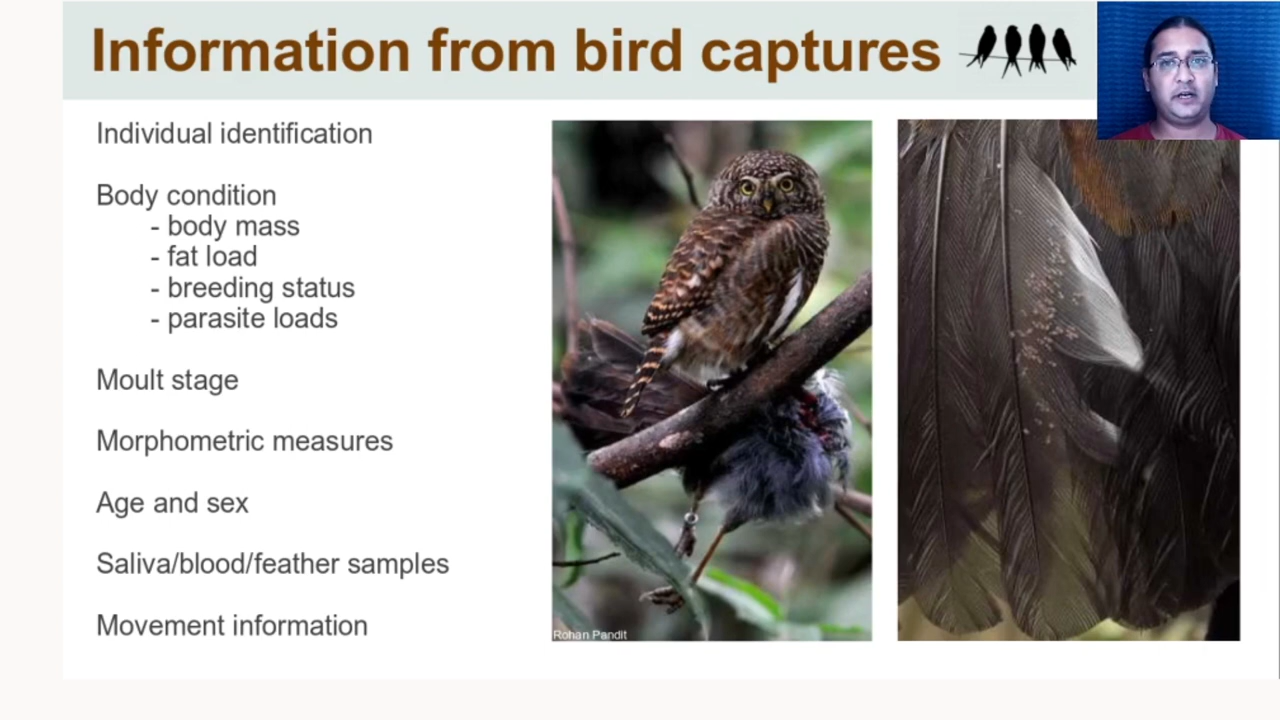 Information from bird captures
Individual identification
Body condition
- body mass
- fat load
- breeding status
- parasite loads
Moult stage
Morphometric measures
Age and sex
Saliva/blood/feather samples
Movement information
Rohan Pandit